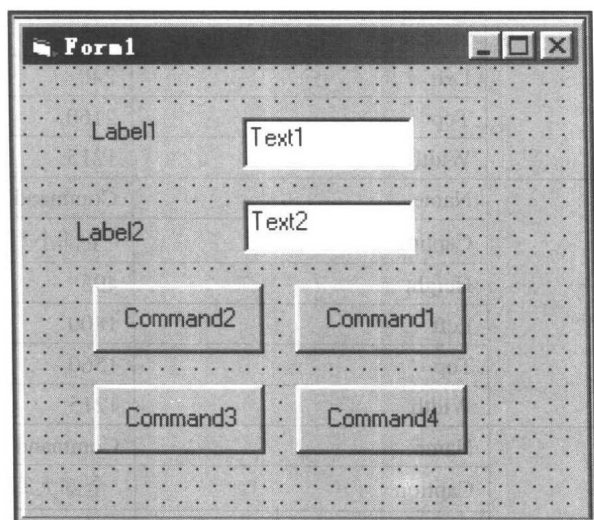 Form1
Label1 Text1
Label2 Text2
Command2 Command1
Command3 Command4